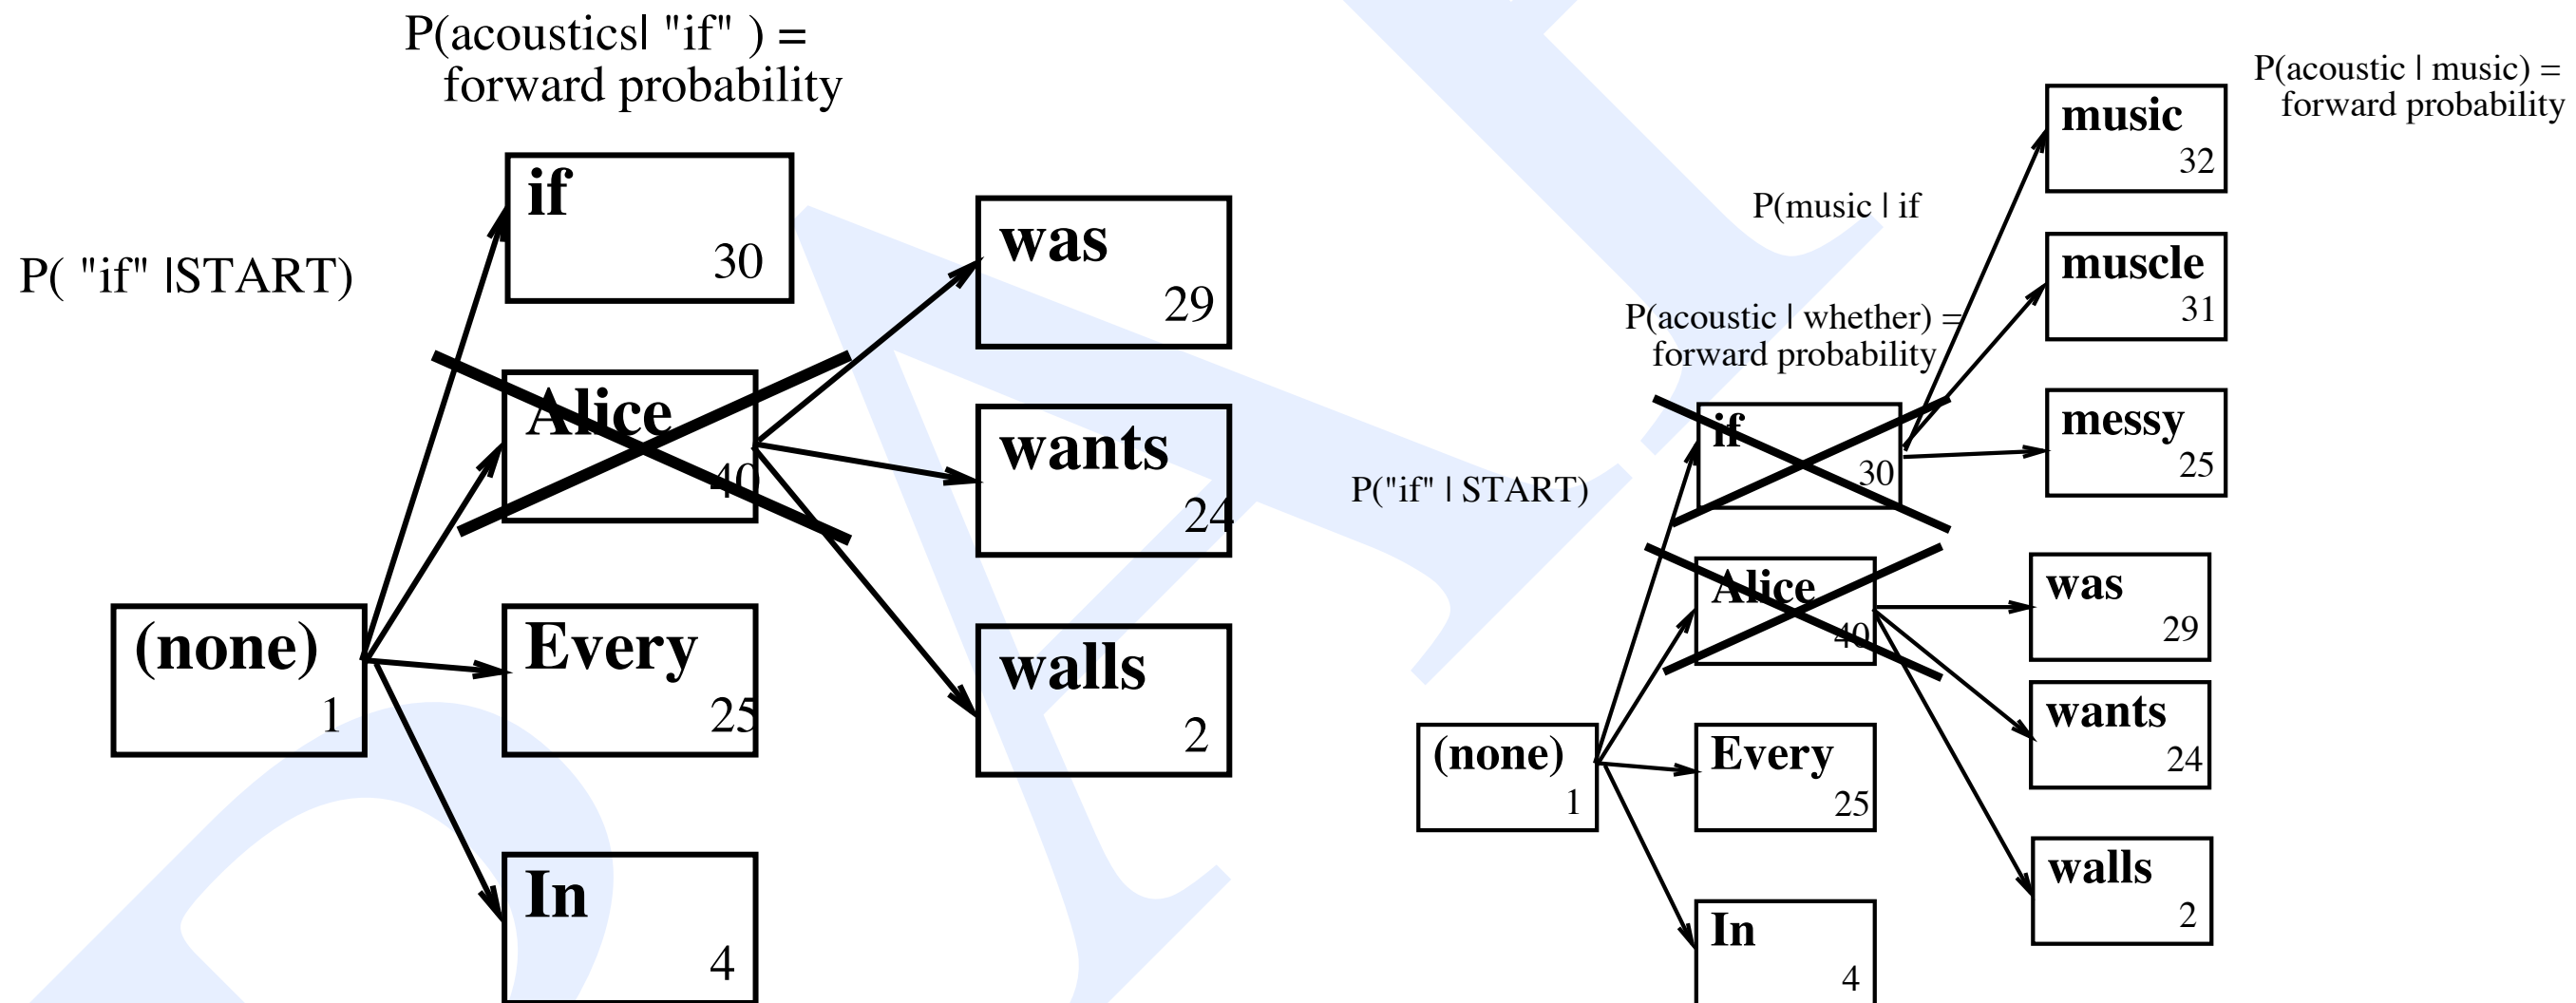 P(acoustics| "if" ) =
forward probability
P( "if" |START)
if
30
was
29
Alice
40
wants
24
(none)
1
Every
25
walls
2
In
4
P(acoustic | music) =
forward probability
music
32
P(music | if
muscle
31
P(acoustic | whether) =
forward probability
messy
25
if
30
P("if" | START)
Alice
40
was
29
(none)
1
Every
25
wants
24
walls
2
In
4